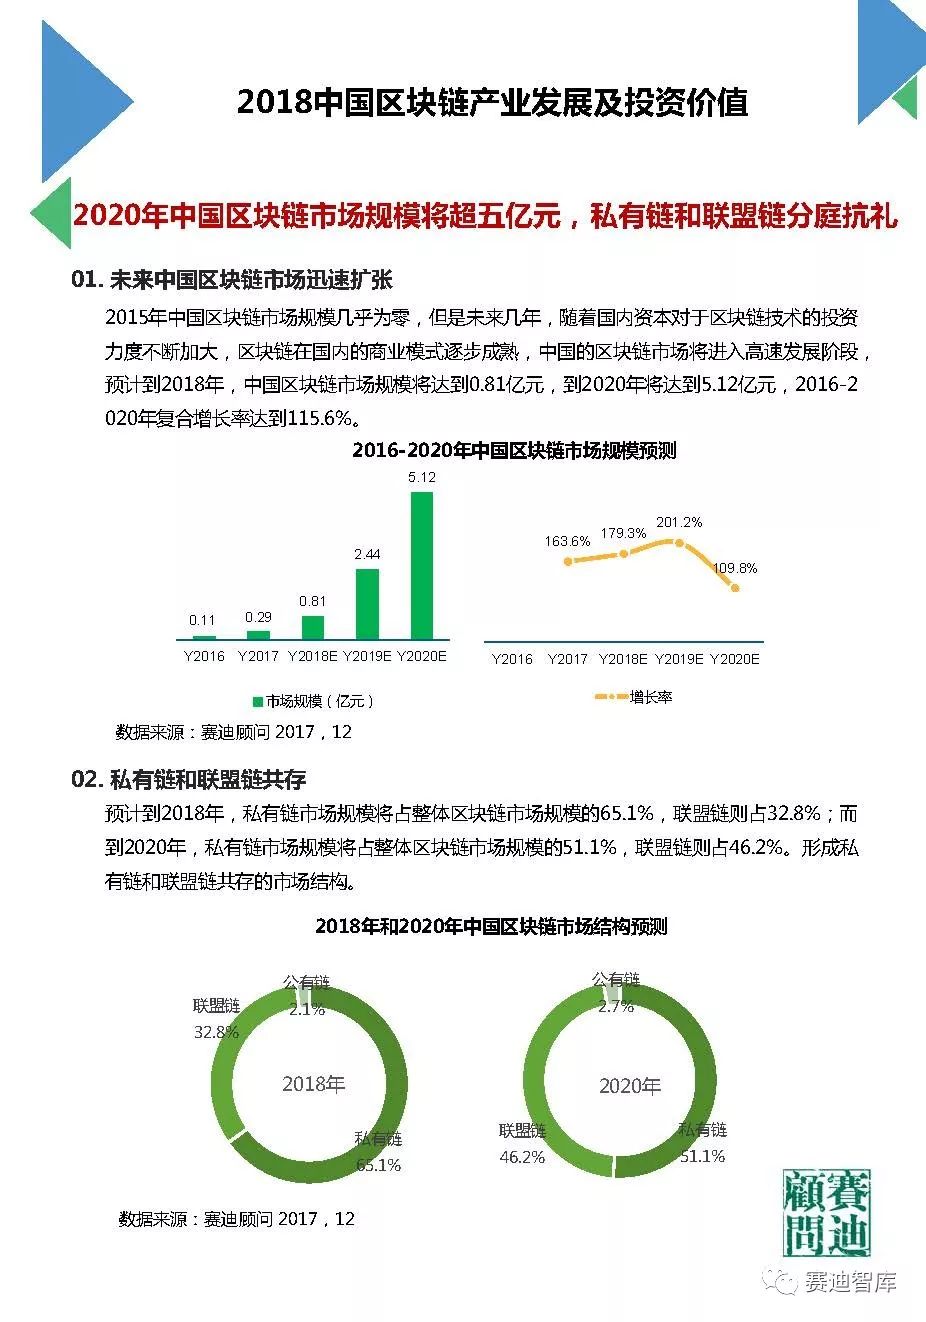 2018中国区块链产业发展及投资价值
2020年中国区块链市场规模将超五亿元，私有链和联盟链分庭抗礼
01. 未来中国区块链市场迅速扩张
2015年中国区块链市场规模几乎为零，但是未来几年，随着国内资本对于区块链技术的投资
力度不断加大，区块链在国内的商业模式逐步成熟，中国的区块链市场将进入高速发展阶段，
预计到2018年，中国区块链市场规模将达到0.81亿元，到2020年将达到5.12亿元，2016-2
020年复合增长率达到115.6%。
2016-2020年中国区块链市场规模预测
5.12
2.44
0.81
0.29
0.11
Y2016 Y2017 Y2018E Y2019E Y2020E
市场规模（亿元）
163.6% 179.3% 201.2% 109.8%
Y2016 Y2017 Y2018E Y2019E Y2020E
增长率
数据来源：赛迪顾问 2017，12
02. 私有链和联盟链共存
预计到2018年，私有链市场规模将占整体区块链市场规模的65.1%，联盟链则占32.8%；而
到2020年，私有链市场规模将占整体区块链市场规模的51.1%，联盟链则占46.2%。形成私
有链和联盟链共存的市场结构。
2018年和2020年中国区块链市场结构预测
公有链
2.1%
联盟链
32.8%
2018年
私有链
65.1%
公有链
2.7%
2020年
联盟链
46.2%
私有链
51.1%
数据来源：赛迪顾问 2017，12
賽迪
顧問
赛迪智库